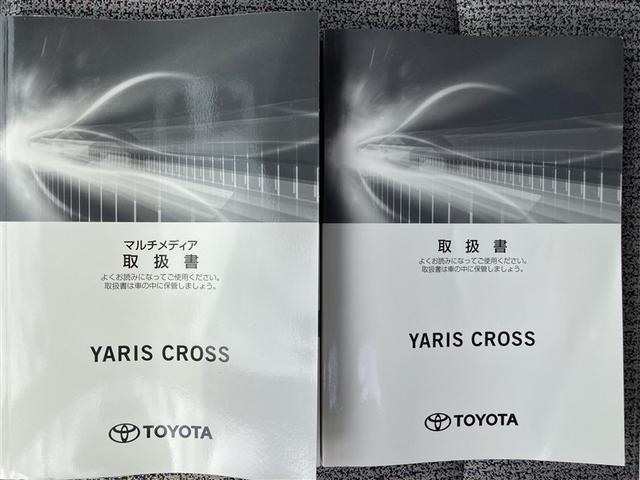 マルチメディア
取扱書
よくお読みになってご使用ください。
取扱書は車の中に保管しましょう。
YARIS CROSS
TOYOTA
取扱書
よくお読みになってご使用ください。
取扱書は車の中に保管しましょう。
YARIS CROSS
TOYOTA